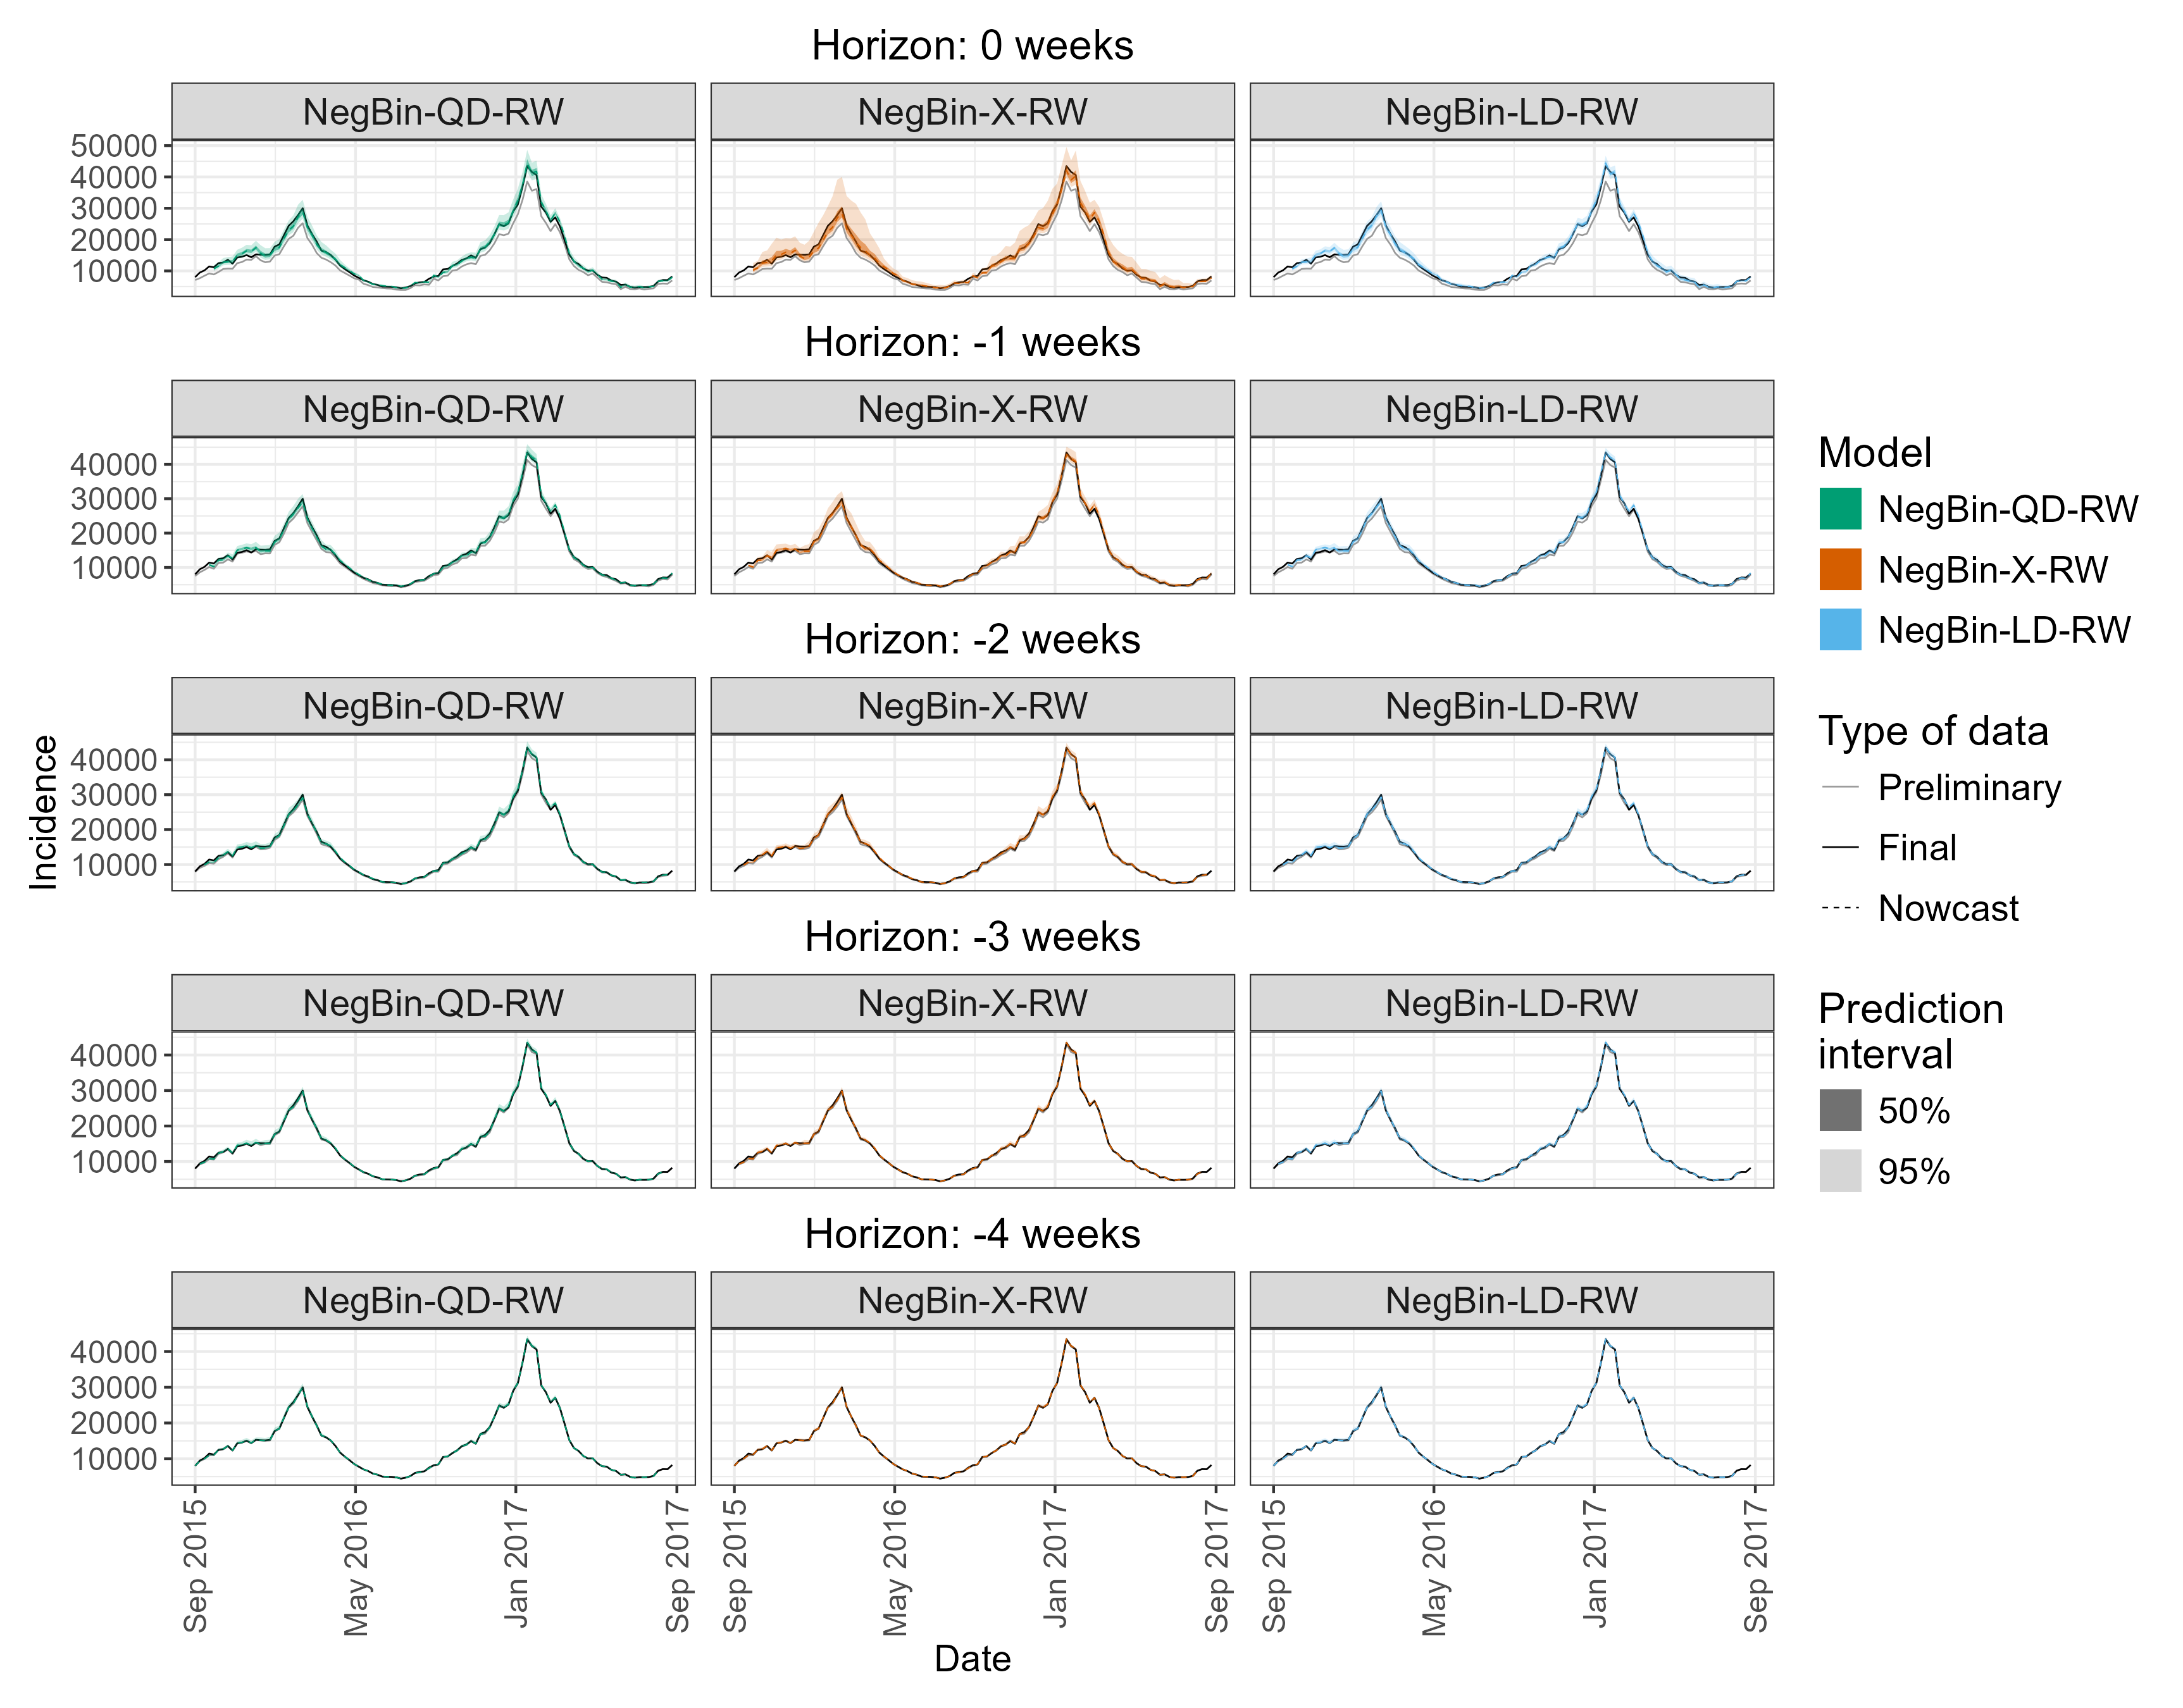 Horizon: 0 weeks
NegBin-QD-RW NegBin-X-RW NegBin-LD-RW
50000
40000
30000
20000
10000
Horizon: -1 weeks
NegBin-QD-RW NegBin-X-RW NegBin-LD-RW
40000
30000
20000
10000
Horizon: -2 weeks
NegBin-QD-RW NegBin-X-RW NegBin-LD-RW
40000
30000
20000
10000
Horizon: -3 weeks
NegBin-QD-RW NegBin-X-RW NegBin-LD-RW
40000
30000
20000
10000
Horizon: -4 weeks
NegBin-QD-RW NegBin-X-RW NegBin-LD-RW
40000
30000
20000
10000
Sep 2015 May 2016 Jan 2017 Sep 2017 Sep 2015 May 2016 Jan 2017 Sep 2017 Sep 2015 May 2016 Jan 2017 Sep 2017
Date
Incidence
Model
NegBin-QD-RW
NegBin-X-RW
NegBin-LD-RW
Type of data
Preliminary
Final
Nowcast
Prediction
interval
50%
95%